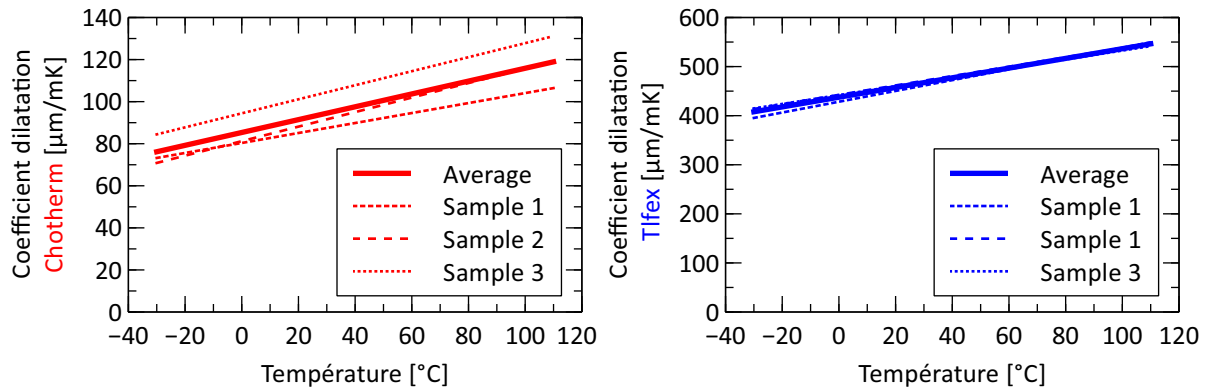 Coefficient dilatation
Chotherm [µm/mK]
140
120
100
80
60
40
20
0
−40
−20
0
20
40
60
80
100
120
Température [°C]
Average
Sample 1
Sample 2
Sample 3
Coefficient dilatation
Tlfex [µm/mK]
600
500
400
300
200
100
0
−40
−20
0
20
40
60
80
100
120
Température [°C]
Average
Sample 1
Sample 1
Sample 3